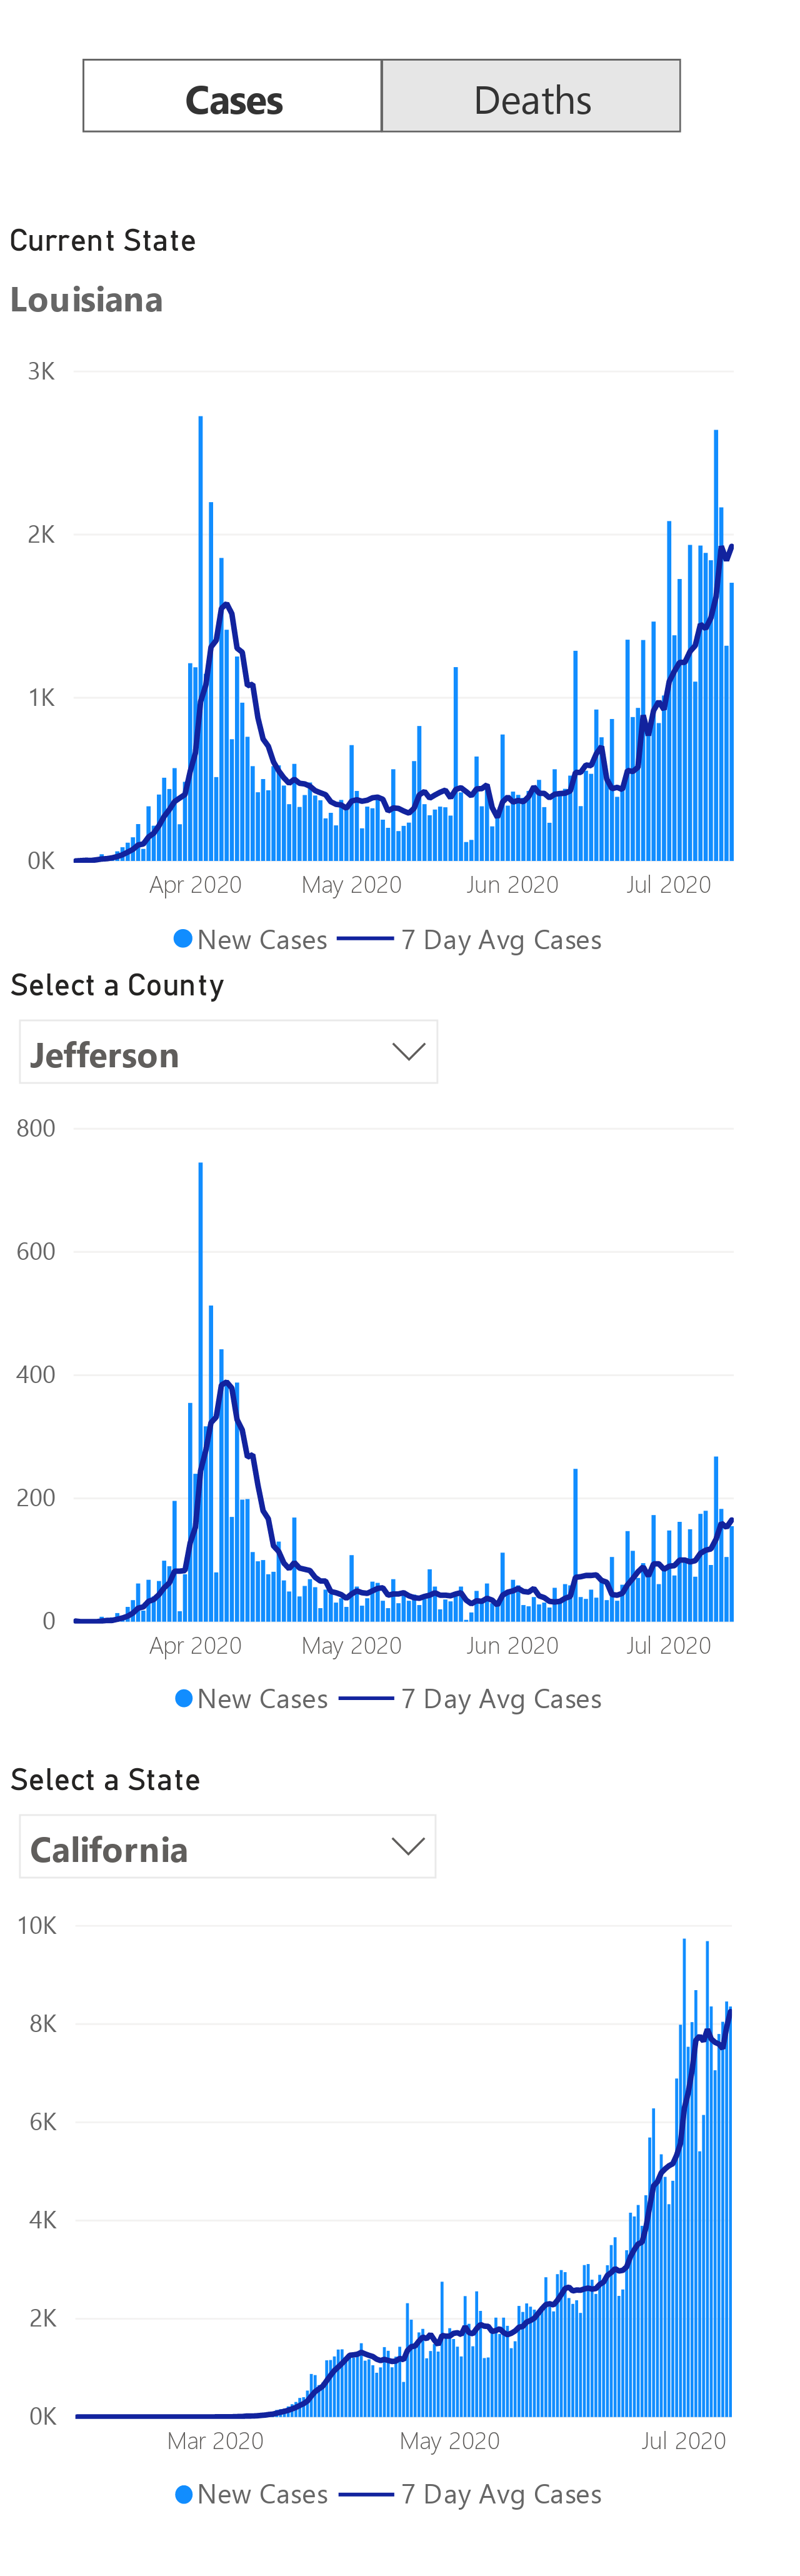 Cases Deaths
Current State
Louisiana
3K
2K
1K
0K
Apr 2020 May 2020 Jun 2020 Jul 2020
New Cases 7 Day Avg Cases
Select a County
Jefferson
800
600
400
200
0
Apr 2020 May 2020 Jun 2020 Jul 2020
New Cases 7 Day Avg Cases
Select a State
California
10K
8K
6K
4K
2K
0K
Mar 2020 May 2020 Jul 2020
New Cases 7 Day Avg Cases